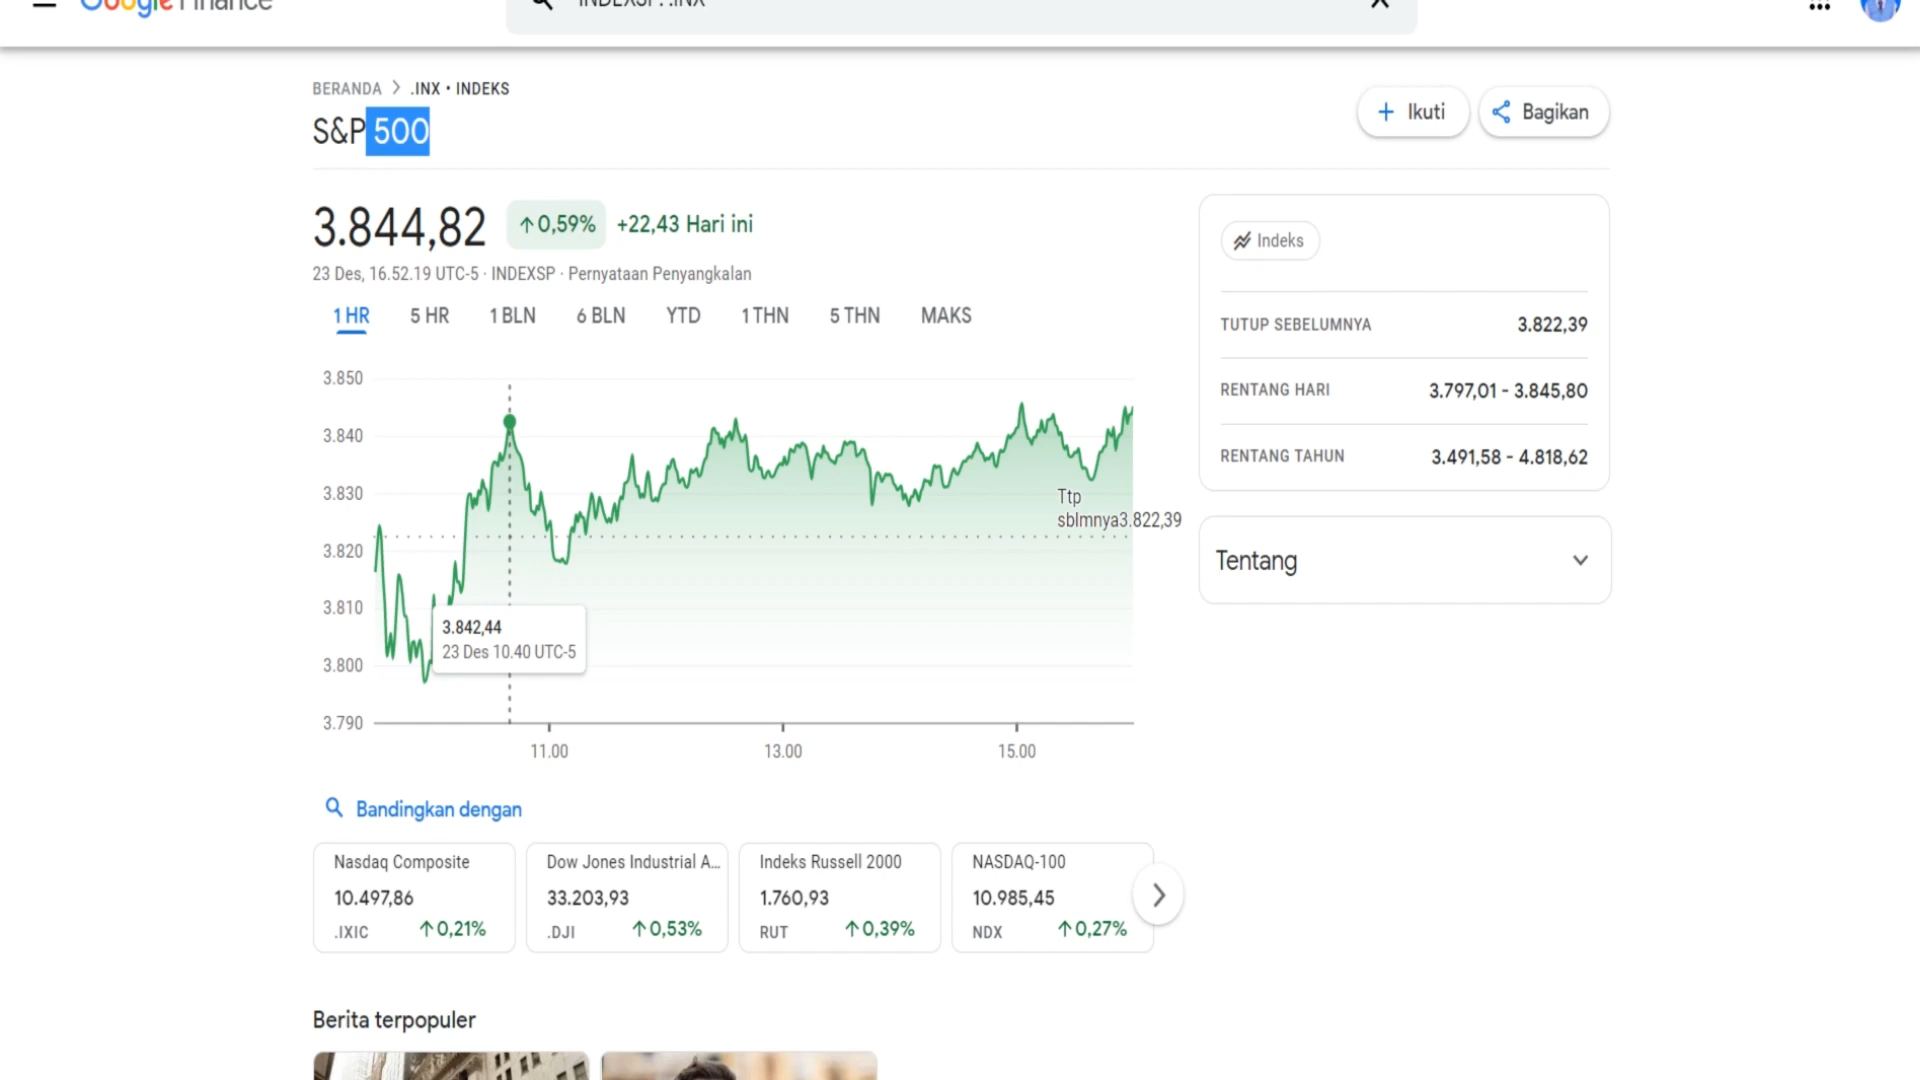 Google Finance
INDEXSP: .INX
BERANDA > .INX • INDEKS
Ikuti
Bagikan
S&P 500
3.844,82
↑0,59%
+22,43 Hari ini
23 Des, 16.52.19 UTC-5 · INDEXSP · Pernyataan Penyangkalan
1 HR 5 HR 1 BLN 6 BLN YTD 1 THN 5 THN MAKS
3.850
3.840
3.830
3.820
3.810
3.800
3.790
Ttp
sblmnya3.822,39
3.842,44
23 Des 10.40 UTC-5
11.00 13.00 15.00
Indeks
TUTUP SEBELUMNYA 3.822,39
RENTANG HARI 3.797,01 - 3.845,80
RENTANG TAHUN 3.491,58 - 4.818,62
Tentang
Bandingkan dengan
Nasdaq Composite
10.497,86
.IXIC ↑0,21%
Dow Jones Industrial A...
33.203,93
.DJI ↑0,53%
Indeks Russell 2000
1.760,93
RUT ↑0,39%
NASDAQ-100
10.985,45
NDX ↑0,27%
Berita terpopuler